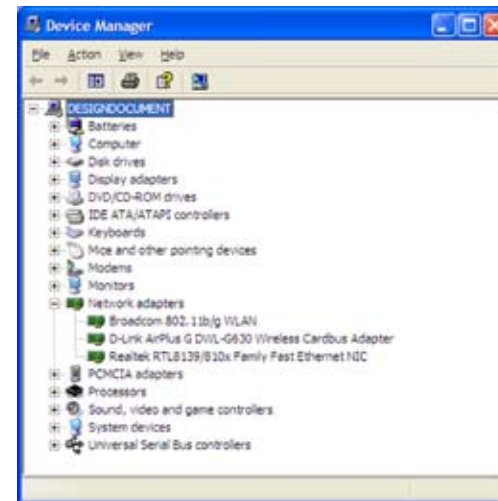 Device Manager
File Action View Help
DESIGNDOCUMENT
Batteries
Computer
Disk drives
Display adapters
DVD/CD-ROM drives
IDE ATA/ATAPI controllers
Keyboards
Mice and other pointing devices
Modems
Monitors
Network adapters
Broadcom 802.11b/g WLAN
D-Link AirPlus G DWL-G630 Wireless Cardbus Adapter
Realtek RTL8139/810x Family Fast Ethernet NIC
PCMCIA adapters
Processors
Sound, video and game controllers
System devices
Universal Serial Bus controllers